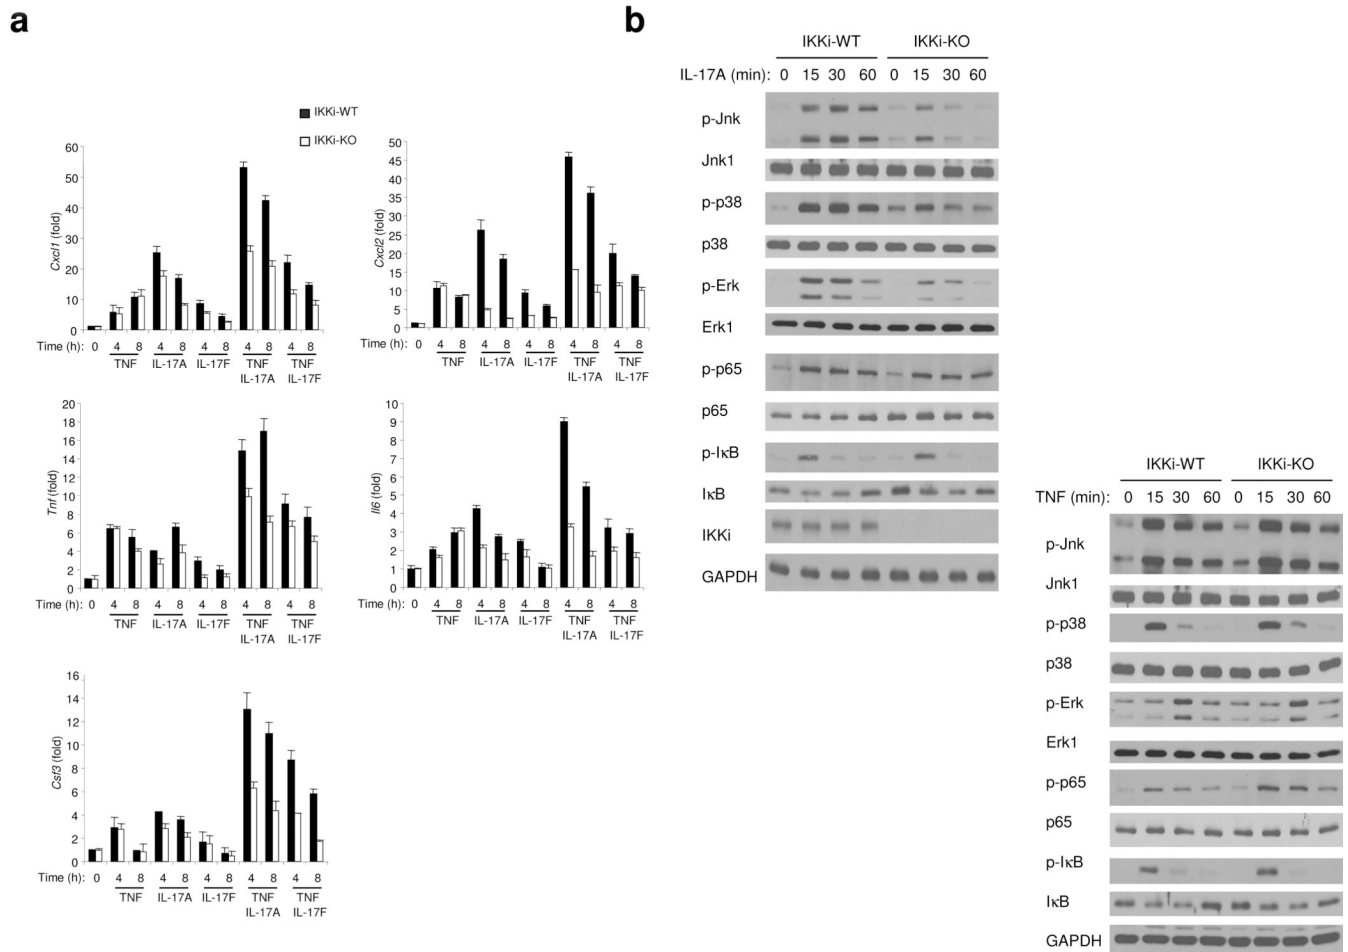 a
IKKi-WT
IKKi-KO
Cxcl1 (fold)
60
50
40
30
20
10
0
Time (h): 0 4 8 4 8 4 8 4 8 4 8
TNF IL-17A IL-17F TNF TNF
IL-17A IL-17F
Cxcl2 (fold)
50
45
40
35
30
25
20
15
10
5
0
Time (h): 0 4 8 4 8 4 8 4 8 4 8
TNF IL-17A IL-17F TNF TNF
IL-17A IL-17F
Tnf (fold)
20
18
16
14
12
10
8
6
4
2
0
Time (h): 0 4 8 4 8 4 8 4 8 4 8
TNF IL-17A IL-17F TNF TNF
IL-17A IL-17F
Il6 (fold)
10
9
8
7
6
5
4
3
2
1
0
Time (h): 0 4 8 4 8 4 8 4 8 4 8
TNF IL-17A IL-17F TNF TNF
IL-17A IL-17F
Csf3 (fold)
16
14
12
10
8
6
4
2
0
Time (h): 0 4 8 4 8 4 8 4 8 4 8
TNF IL-17A IL-17F TNF TNF
IL-17A IL-17F
b
IKKi-WT IKKi-KO
IL-17A (min): 0 15 30 60 0 15 30 60
p-Jnk
Jnk1
p-p38
p38
p-Erk
Erk1
p-p65
p65
p-IκB
IκB
IKKi
GAPDH
IKKi-WT IKKi-KO
TNF (min): 0 15 30 60 0 15 30 60
p-Jnk
Jnk1
p-p38
p38
p-Erk
Erk1
p-p65
p65
p-IκB
IκB
GAPDH